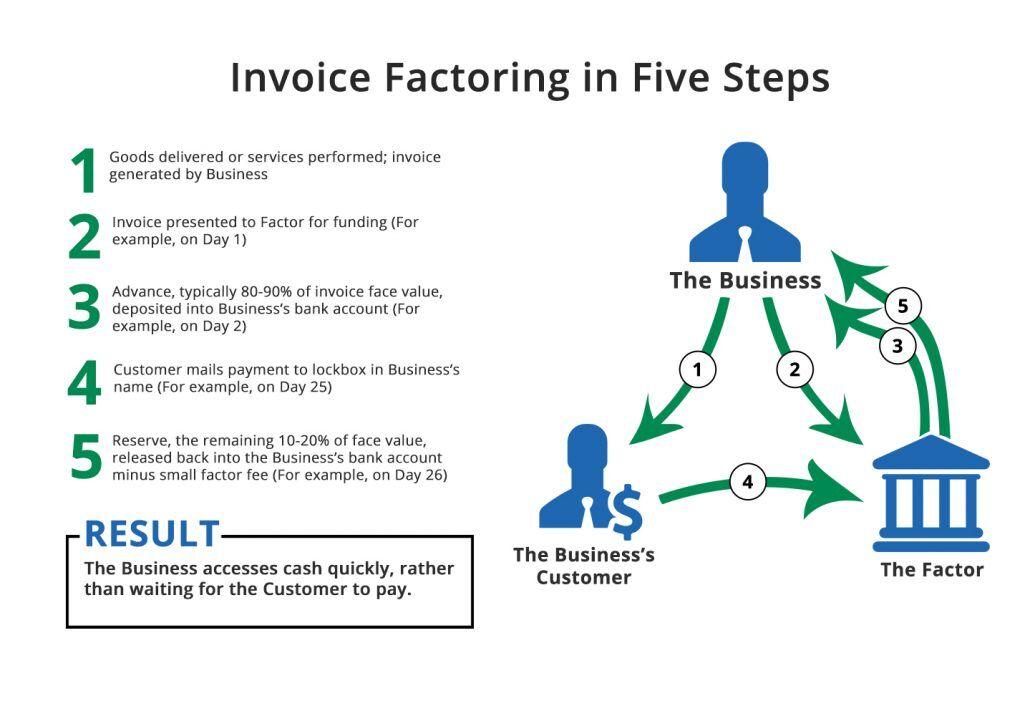 Invoice Factoring in Five Steps
1 Goods delivered or services performed; invoice
generated by Business
2 Invoice presented to Factor for funding (For
example, on Day 1)
3 Advance, typically 80-90% of invoice face value,
deposited into Business's bank account (For
example, on Day 2)
4 Customer mails payment to lockbox in Business's
name (For example, on Day 25)
5 Reserve, the remaining 10-20% of face value,
released back into the Business's bank account
minus small factor fee (For example, on Day 26)
RESULT
The Business accesses cash quickly, rather
than waiting for the Customer to pay.
The Business
5
3
1
2
4
$
The Business's
Customer
The Factor